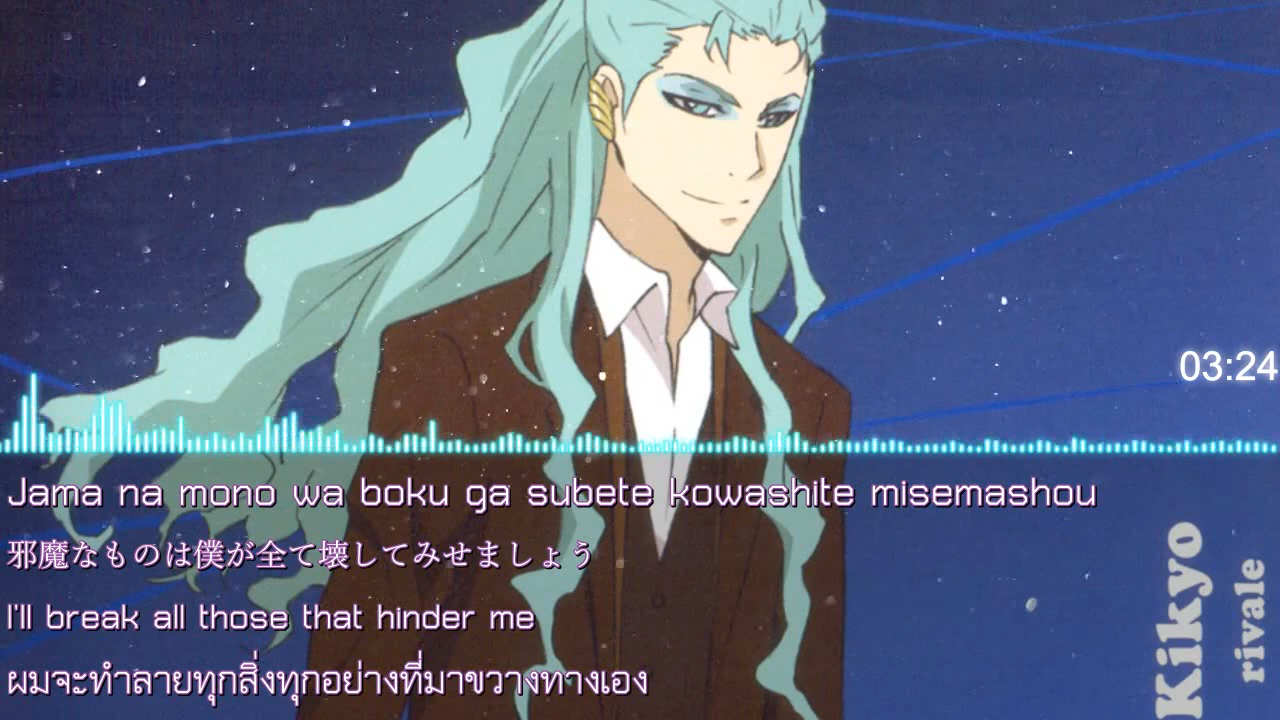 03:24
Jama na mono wa boku ga subete kowashite misemashou
邪魔なものは僕が全て壊してみせましょう
I'll break all those that hinder me
ผมจะทำลายทุกสิ่งทุกอย่างที่มาขวางทางเอง
Kikyo
rivale